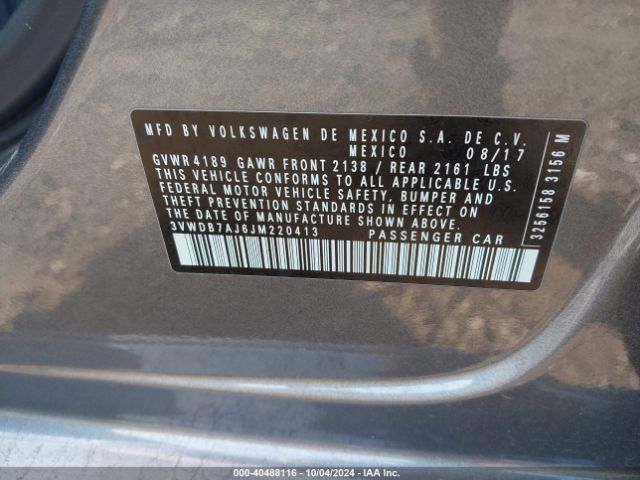 MFD BY VOLKSWAGEN DE MEXICO S.A. DE C.V.
MEXICO 08/17
GVWR 4189 GAWR FRONT 2138 / REAR 2161 LBS
THIS VEHICLE CONFORMS TO ALL APPLICABLE U.S.
FEDERAL MOTOR VEHICLE SAFETY, BUMPER AND
THEFT PREVENTION STANDARDS IN EFFECT ON
THE DATE OF MANUFACTURE SHOWN ABOVE.
3VWDB7AJ6JM220413 PASSENGER CAR
3256158 3156 M
000-40488116 - 10/04/2024 - IAA Inc.